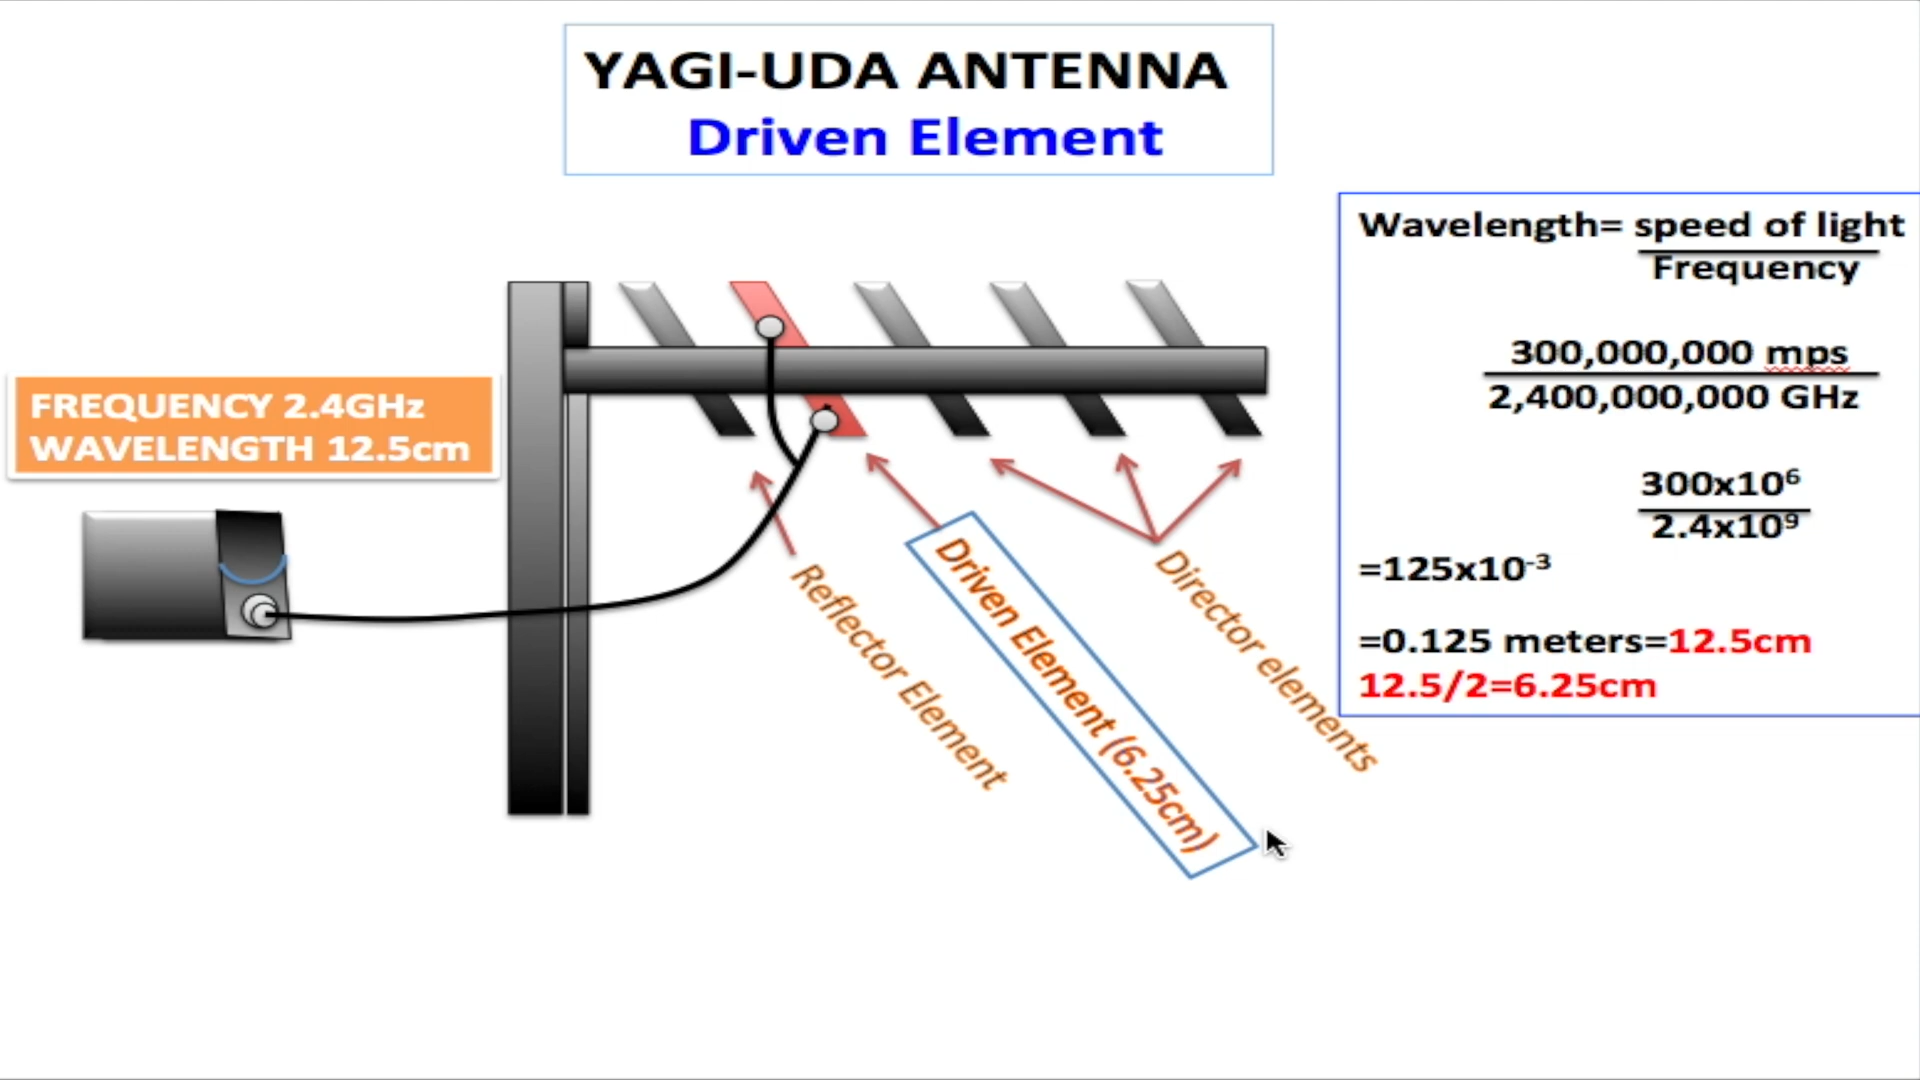 YAGI-UDA ANTENNA
Driven Element
Wavelength= speed of light
Frequency
300,000,000 mps
2,400,000,000 GHz
FREQUENCY 2.4GHz
WAVELENGTH 12.5cm
300x10⁶
2.4x10⁹
=125x10⁻³
=0.125 meters=12.5cm
12.5/2=6.25cm
Reflector Element
Driven Element (6.25cm)
Director elements